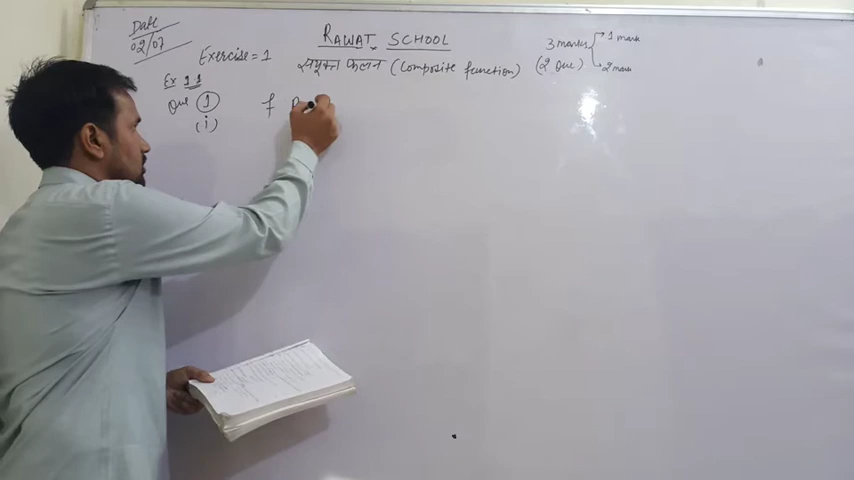 Date
02/07
RAWAT SCHOOL
Exercise = 1
संयुक्त फलन (Composite function)
3 marks 1 mark
(2 Que) 2 mark
Ex 1.1
Que 1
(i)
f R